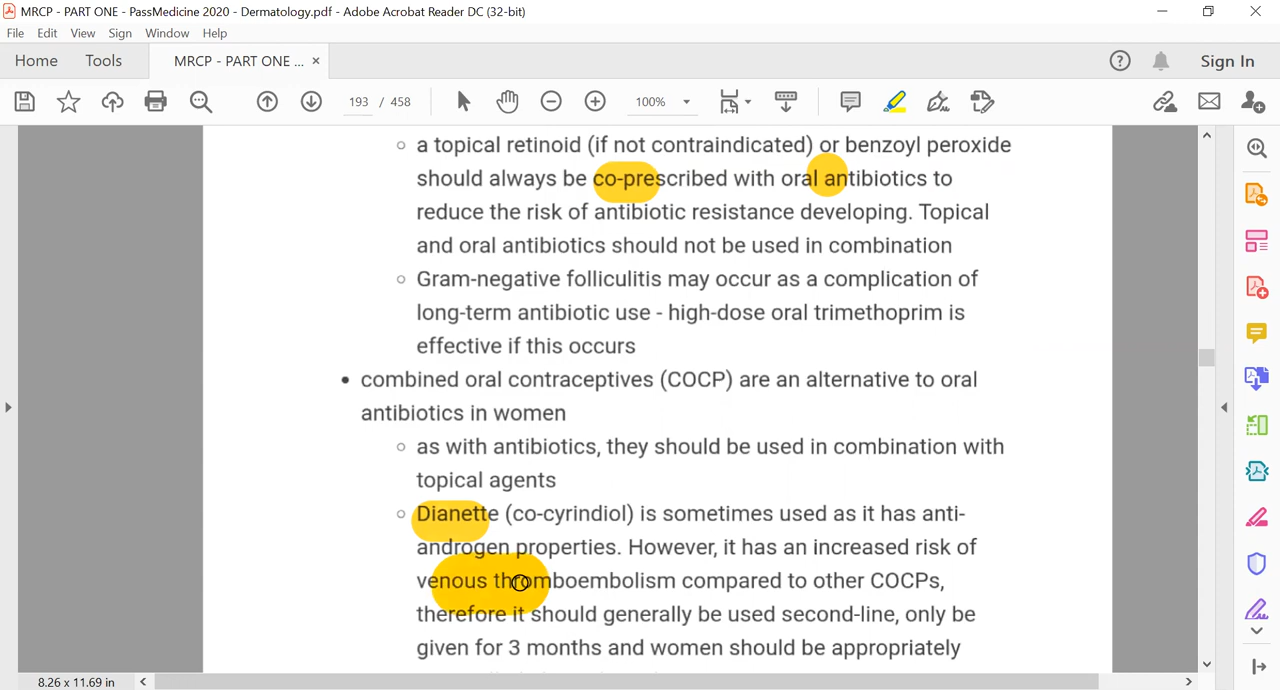 MRCP - PART ONE - PassMedicine 2020 - Dermatology.pdf - Adobe Acrobat Reader DC (32-bit)
File Edit View Sign Window Help
Home Tools MRCP - PART ONE ... × Sign In
193 / 458 100%
a topical retinoid (if not contraindicated) or benzoyl peroxide
should always be co-prescribed with oral antibiotics to
reduce the risk of antibiotic resistance developing. Topical
and oral antibiotics should not be used in combination
Gram-negative folliculitis may occur as a complication of
long-term antibiotic use - high-dose oral trimethoprim is
effective if this occurs
combined oral contraceptives (COCP) are an alternative to oral
antibiotics in women
as with antibiotics, they should be used in combination with
topical agents
Dianette (co-cyrindiol) is sometimes used as it has anti-
androgen properties. However, it has an increased risk of
venous thromboembolism compared to other COCPs,
therefore it should generally be used second-line, only be
given for 3 months and women should be appropriately
8.26 x 11.69 in